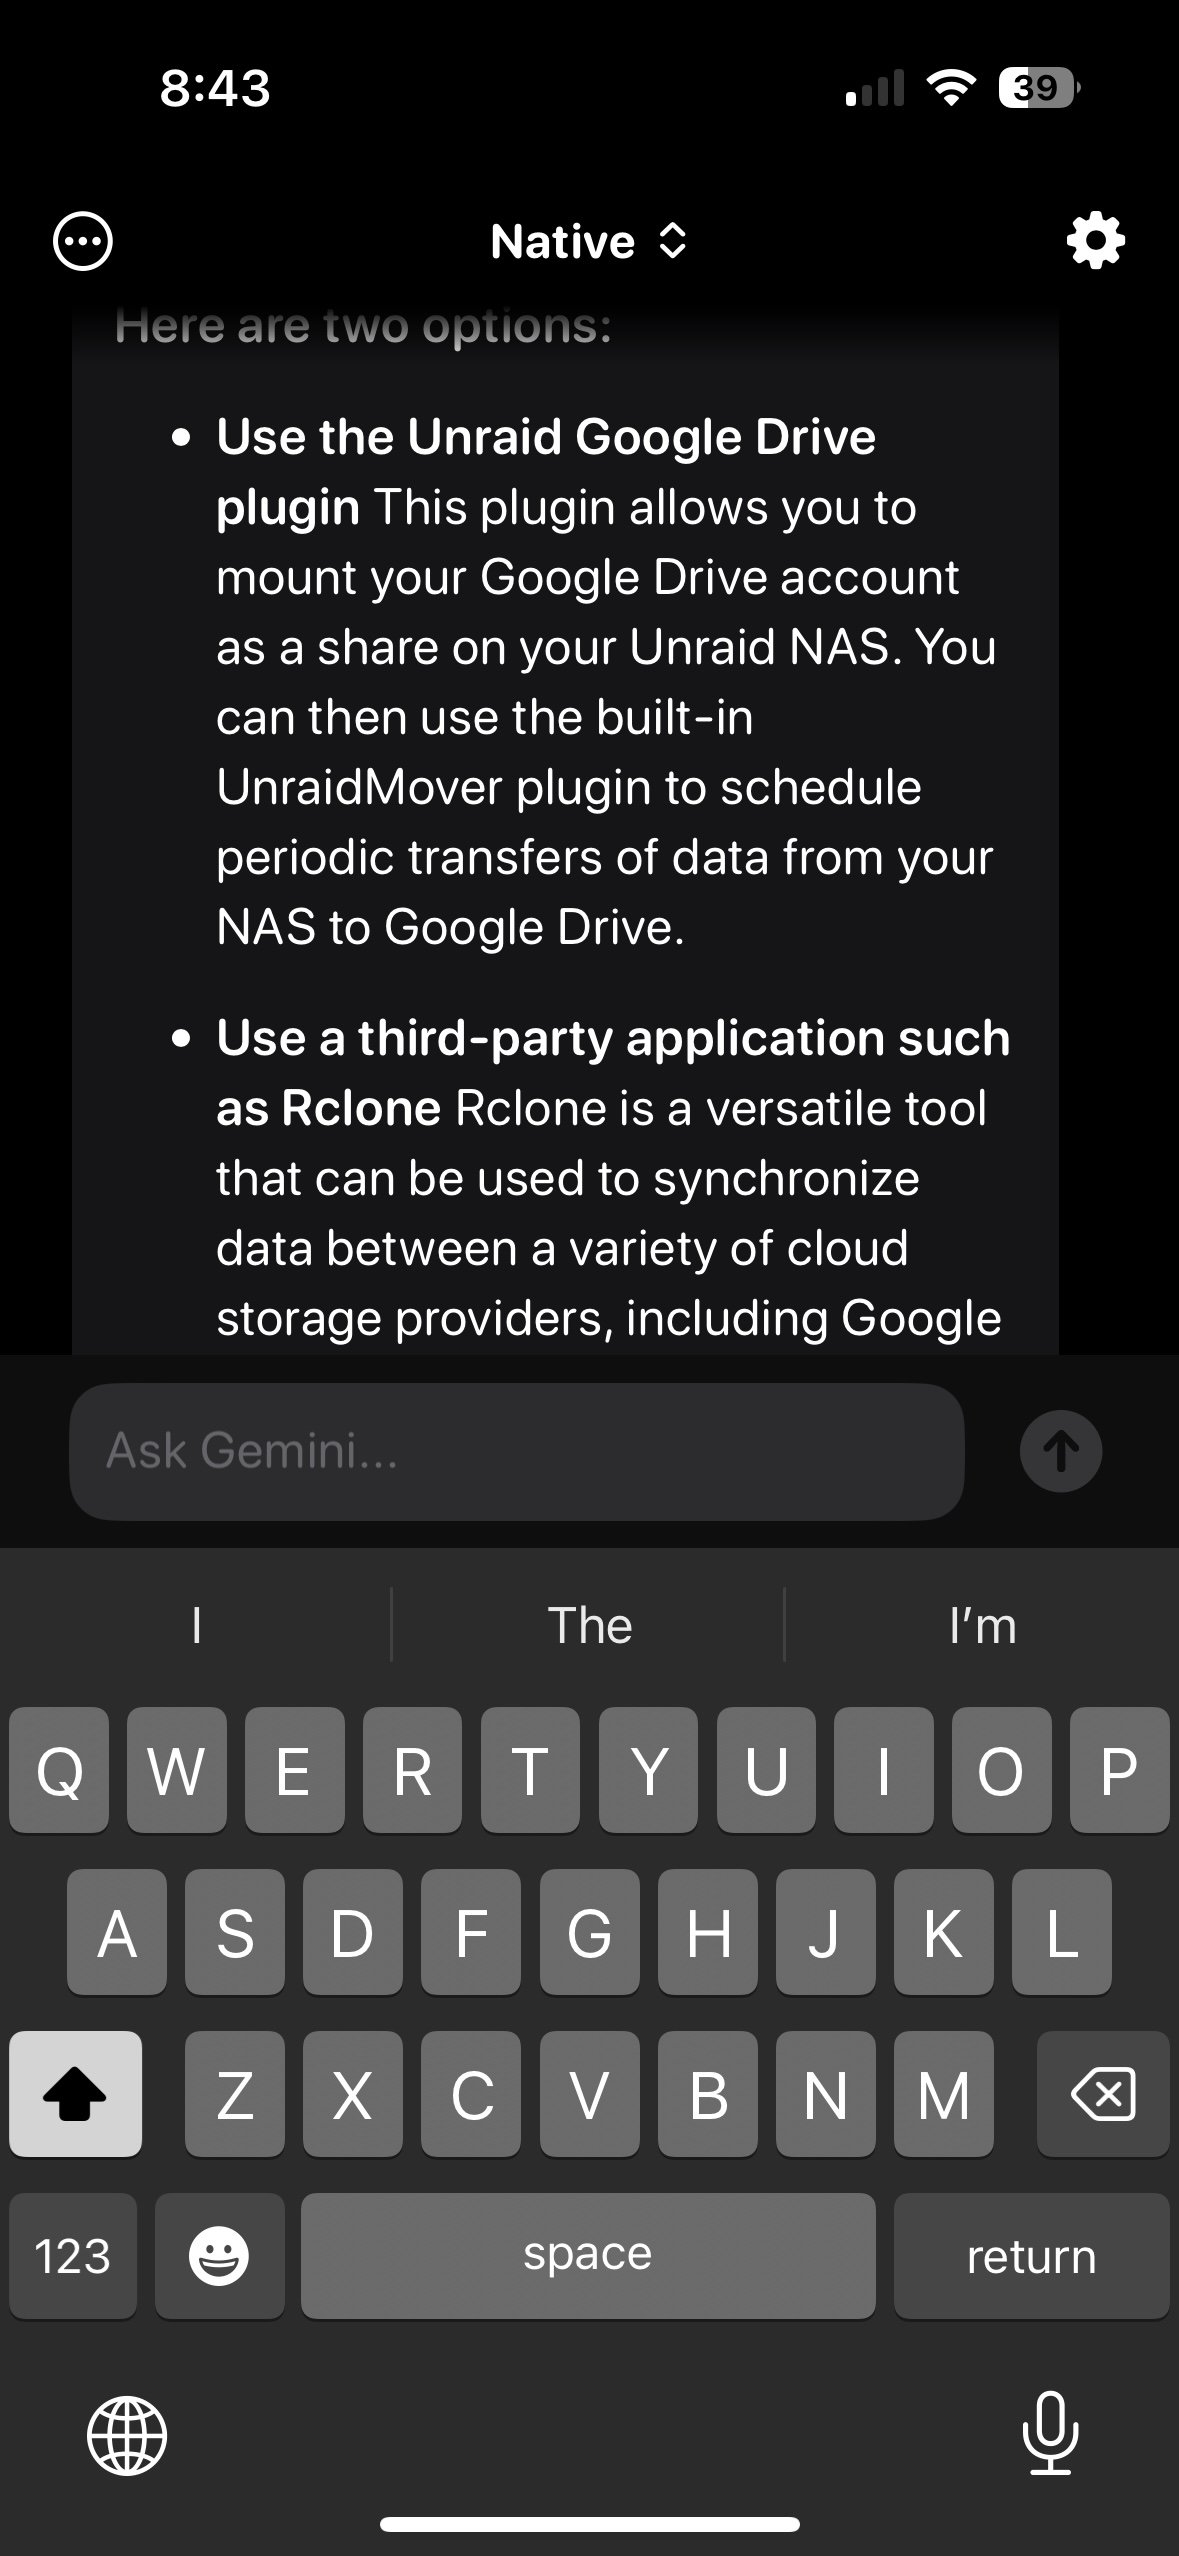 8:43
39
Native
Here are two options:
• Use the Unraid Google Drive
plugin This plugin allows you to
mount your Google Drive account
as a share on your Unraid NAS. You
can then use the built-in
UnraidMover plugin to schedule
periodic transfers of data from your
NAS to Google Drive.
• Use a third-party application such
as Rclone Rclone is a versatile tool
that can be used to synchronize
data between a variety of cloud
storage providers, including Google
Ask Gemini...
I The I'm
Q W E R T Y U I O P
A S D F G H J K L
Z X C V B N M
123 space return